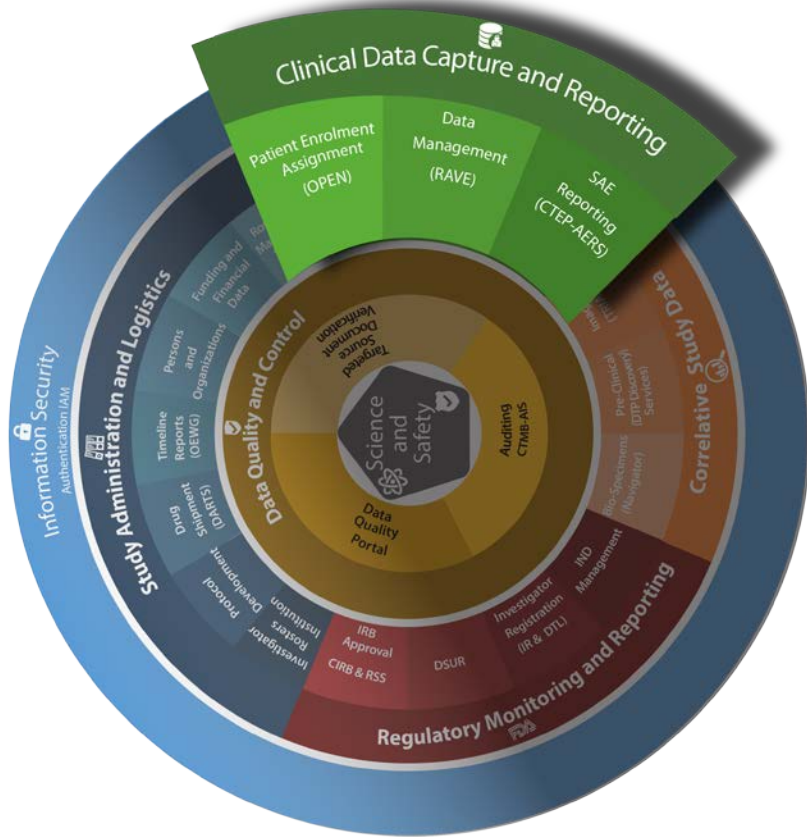 Clinical Data Capture and Reporting
Patient Enrolment
Assignment
(OPEN)
Data
Management
(RAVE)
SAE
Reporting
(CTEP-AERS)
Information Security
Authentication IAM
Study Administration and Logistics
Funding and
Financial
Data
Persons
and
Organizations
Timeline
Reports
(OEWG)
Drug
Shipment
(DARTS)
Protocol
Development
Investigator
Rosters
Institution
Data Quality and Control
Targeted
Source
Document
Verification
Auditing
CTMB-AIS
Data
Quality
Portal
Science
and
Safety
Correlative Study Data
Pre-Clinical
(DTP Discovery)
Services)
(Bio-Specimens
(Navigator)
Regulatory Monitoring and Reporting
IRB
Approval
CIRB & RSS
DSUR
Investigator
Registration
(IR & DTL)
IND
Management
FDA